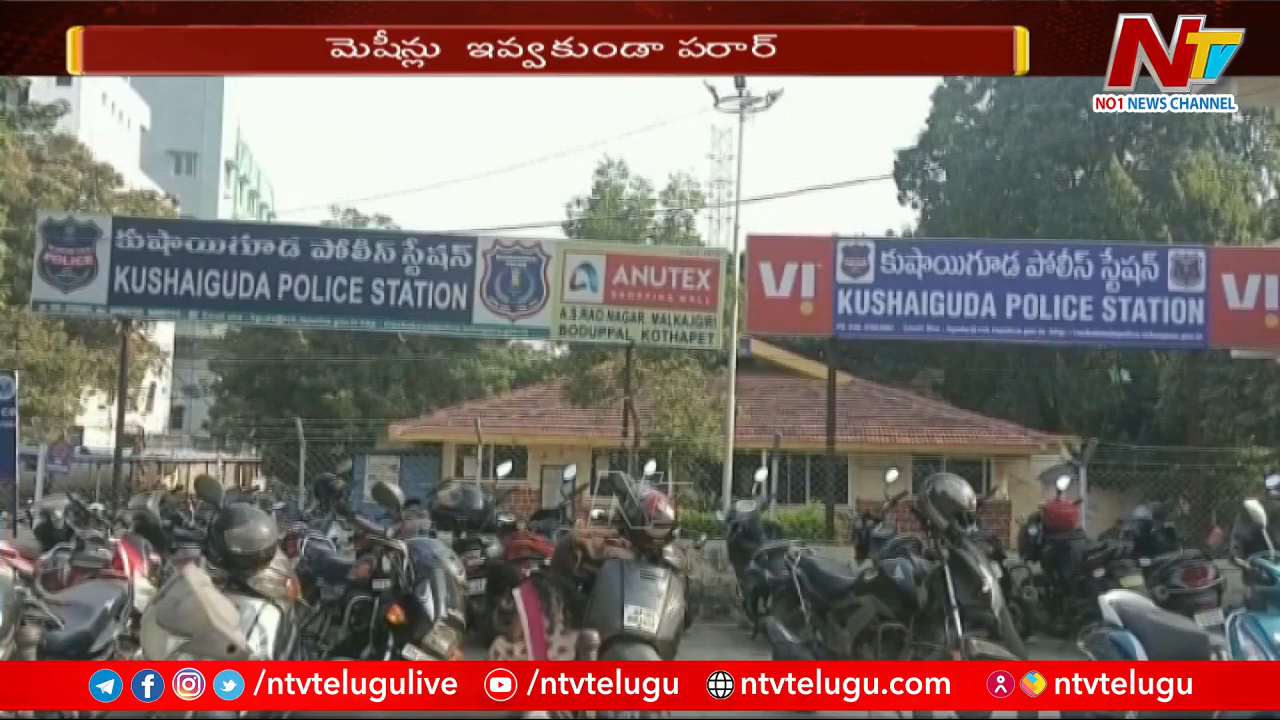 మెషీన్లు ఇవ్వకుండా పరార్
NTV
NO1 NEWS CHANNEL
POLICE
కుషాయిగూడ పోలీస్ స్టేషన్
KUSHAIGUDA POLICE STATION
ANUTEX
SHOPPING MALL
A.S.RAO NAGAR MALKAJGIRI
BODUPPAL KOTHAPET
VI
కుషాయిగూడ పోలీస్ స్టేషన్
KUSHAIGUDA POLICE STATION
VI
/ntvtelugulive
/ntvtelugu
ntvtelugu.com
ntvtelugu